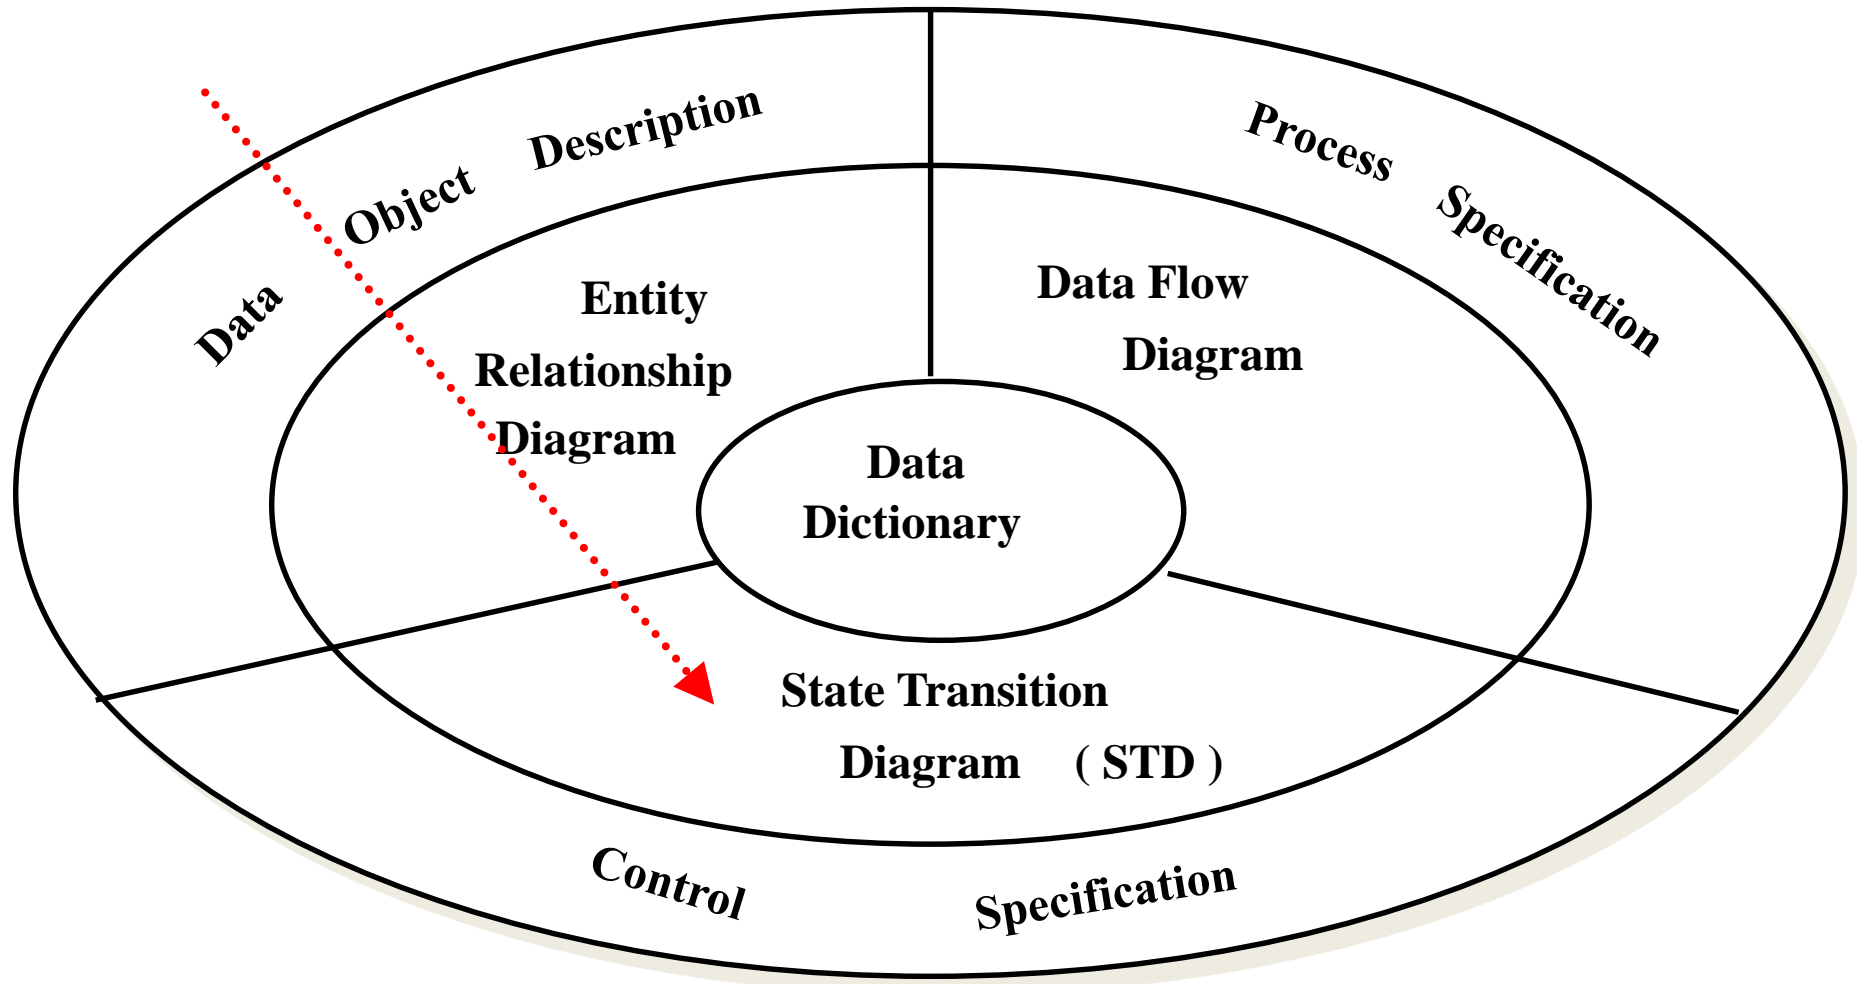 Data Object Description
Process Specification
Entity
Relationship
Diagram
Data Flow
Diagram
Data
Dictionary
State Transition
Diagram ( STD )
Control Specification